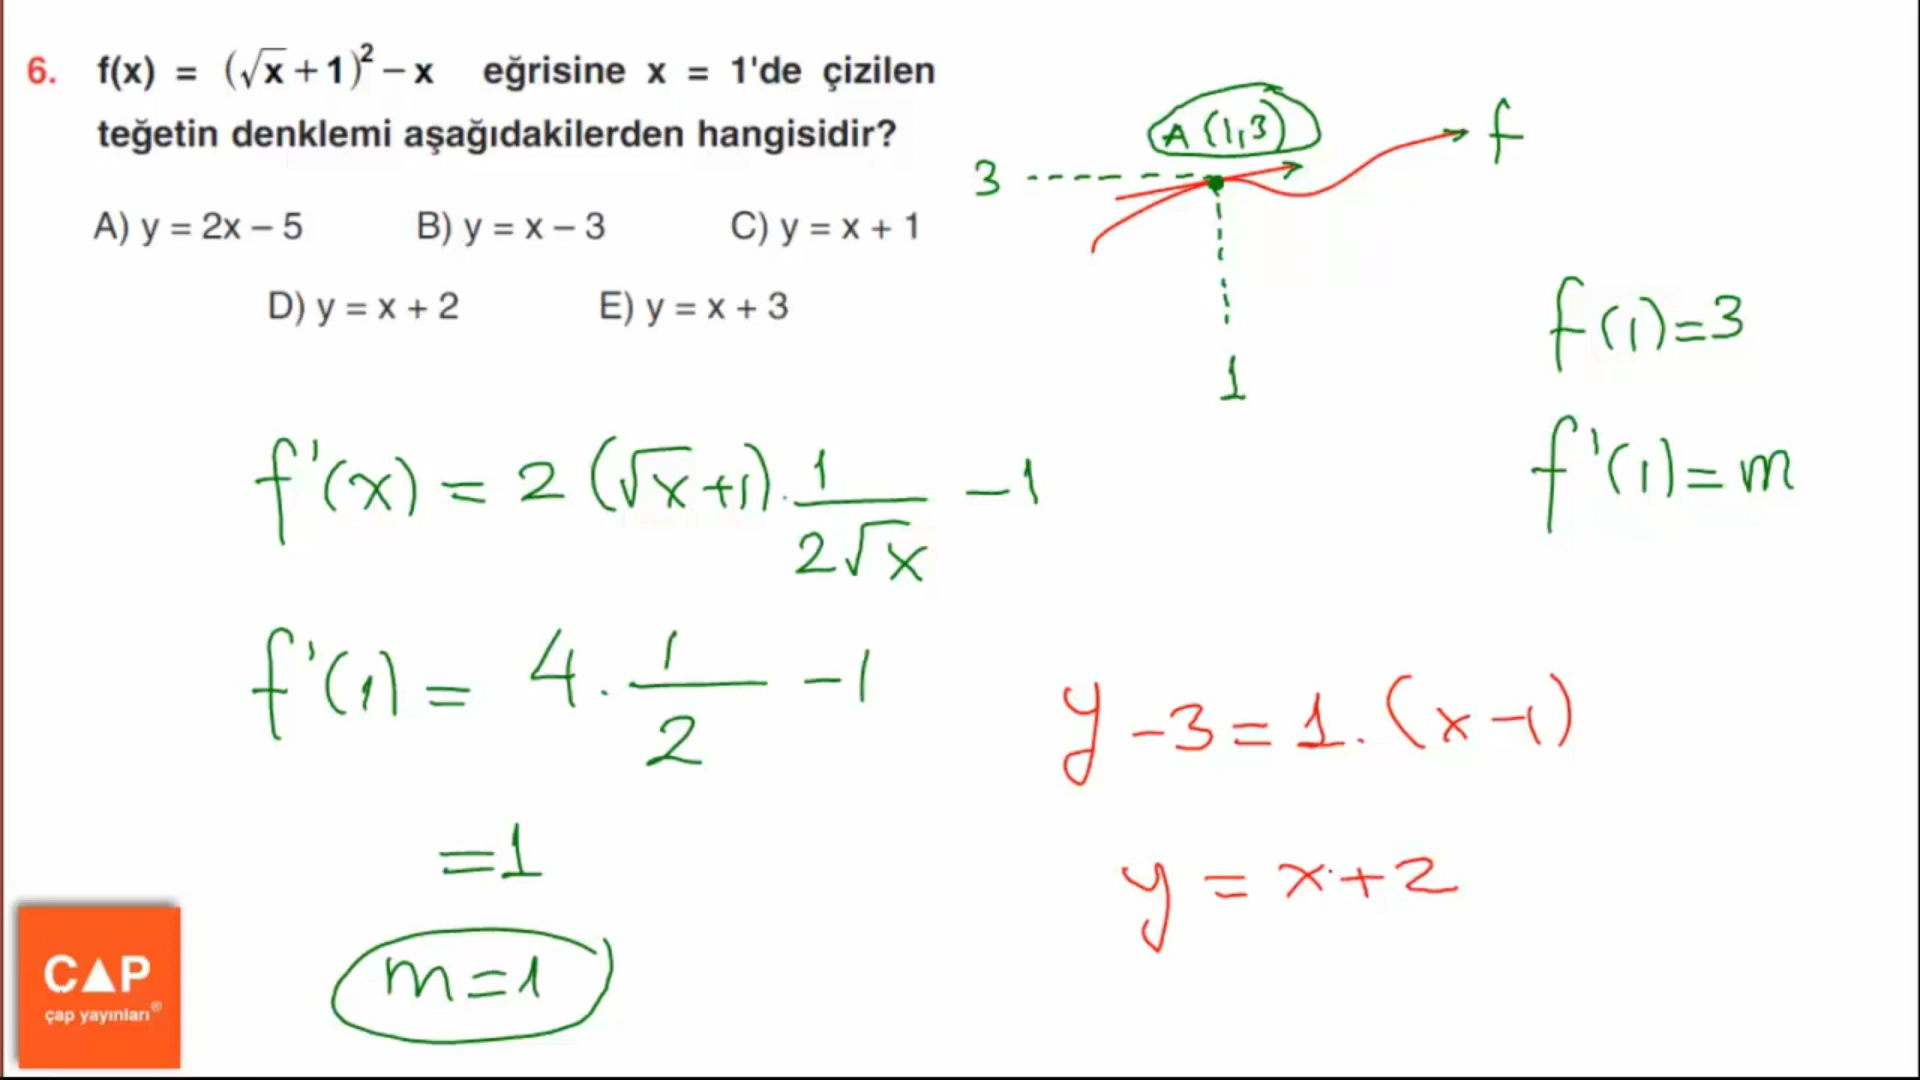 6. f(x) = (√x+1)² – x eğrisine x = 1'de çizilen
teğetin denklemi aşağıdakilerden hangisidir?
A) y = 2x – 5 B) y = x – 3 C) y = x + 1
D) y = x + 2 E) y = x + 3
A (1,3)
f
3
1
f(1)=3
f'(1)=m
f'(x) = 2 (√x+1) . 1/(2√x) – 1
f'(1) = 4 . 1/2 – 1
=1
m=1
y – 3 = 1 . (x – 1)
y = x + 2
ÇAP
çap yayınları®